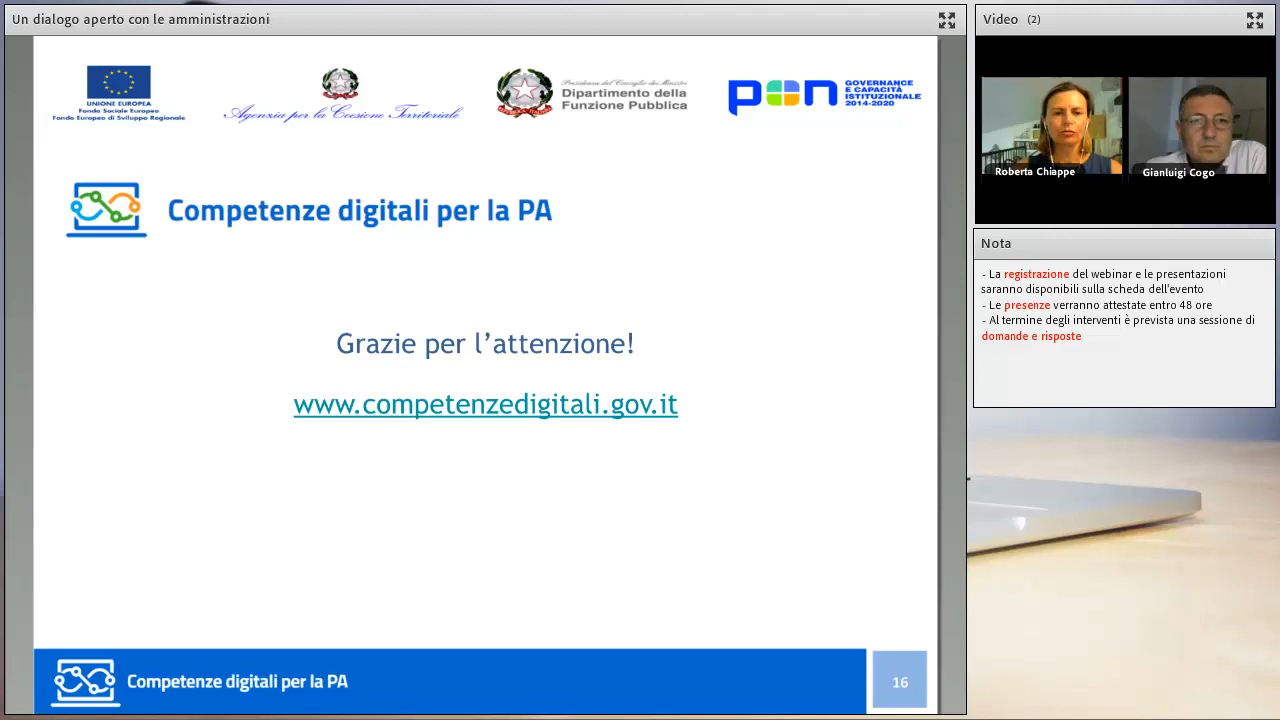 Un dialogo aperto con le amministrazioni
UNIONE EUROPEA
Fondo Sociale Europeo
Fondo Europeo di Sviluppo Regionale
Agenzia per la Coesione Territoriale
Presidenza del Consiglio dei Ministri
Dipartimento della
Funzione Pubblica
pon
GOVERNANCE
E CAPACITÀ
ISTITUZIONALE
2014-2020
Competenze digitali per la PA
Grazie per l’attenzione!
www.competenzedigitali.gov.it
Competenze digitali per la PA
16
Video (2)
Roberta Chiappe
Gianluigi Cogo
Nota
- La registrazione del webinar e le presentazioni
saranno disponibili sulla scheda dell'evento
- Le presenze verranno attestate entro 48 ore
- Al termine degli interventi è prevista una sessione di
domande e risposte